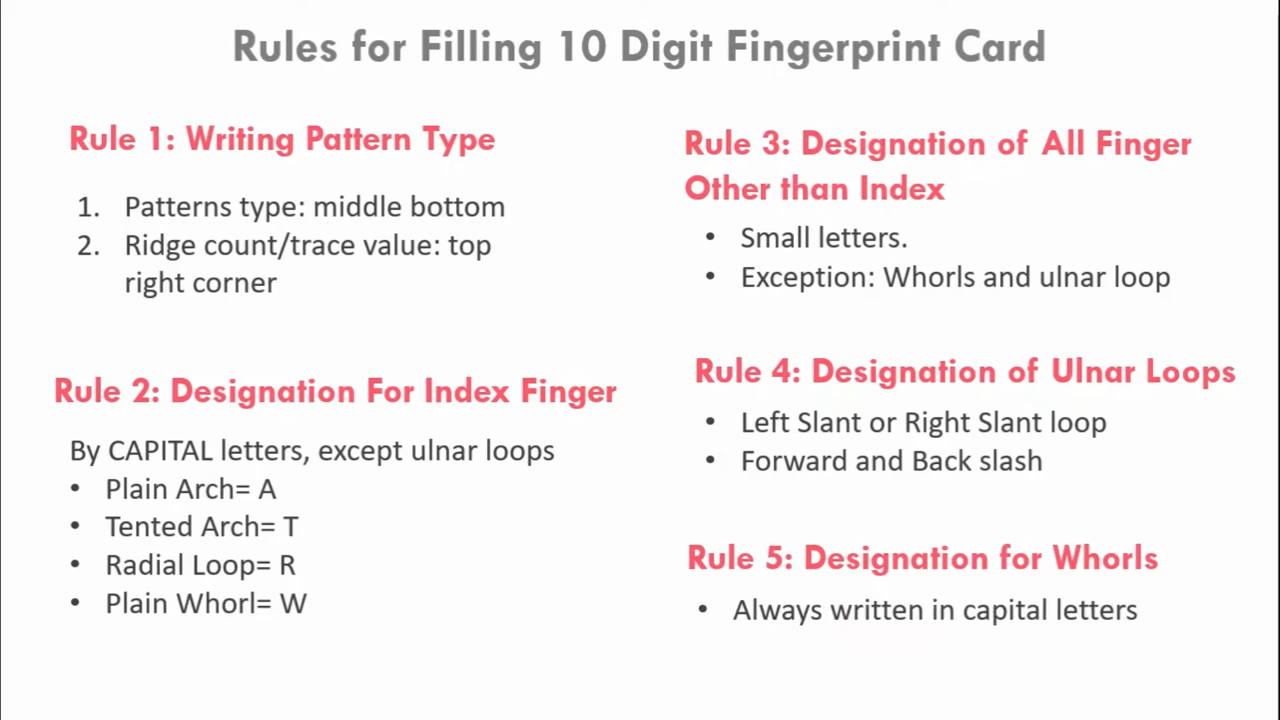 Rules for Filling 10 Digit Fingerprint Card
Rule 1: Writing Pattern Type
1. Patterns type: middle bottom
2. Ridge count/trace value: top
right corner
Rule 2: Designation For Index Finger
By CAPITAL letters, except ulnar loops
• Plain Arch= A
• Tented Arch= T
• Radial Loop= R
• Plain Whorl= W
Rule 3: Designation of All Finger
Other than Index
• Small letters.
• Exception: Whorls and ulnar loop
Rule 4: Designation of Ulnar Loops
• Left Slant or Right Slant loop
• Forward and Back slash
Rule 5: Designation for Whorls
• Always written in capital letters